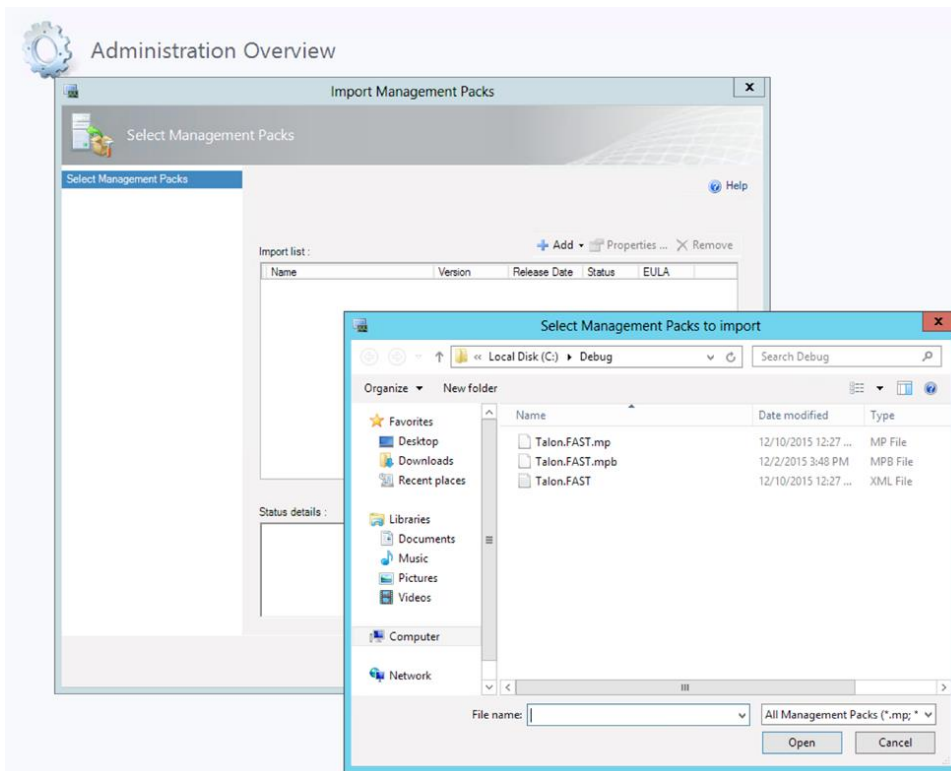 Administration Overview
Import Management Packs
x
Select Management Packs
Select Management Packs
Help
Import list :
Add Properties ... Remove
Name Version Release Date Status EULA
Status details :
Select Management Packs to import
x
« Local Disk (C:) Debug
Search Debug
Organize New folder
Favorites
Desktop
Downloads
Recent places
Libraries
Documents
Music
Pictures
Videos
Computer
Network
Name Date modified Type
Talon.FAST.mp 12/10/2015 12:27 ... MP File
Talon.FAST.mpb 12/2/2015 3:48 PM MPB File
Talon.FAST 12/10/2015 12:27 ... XML File
File name:
All Management Packs (*.mp; *
Open Cancel